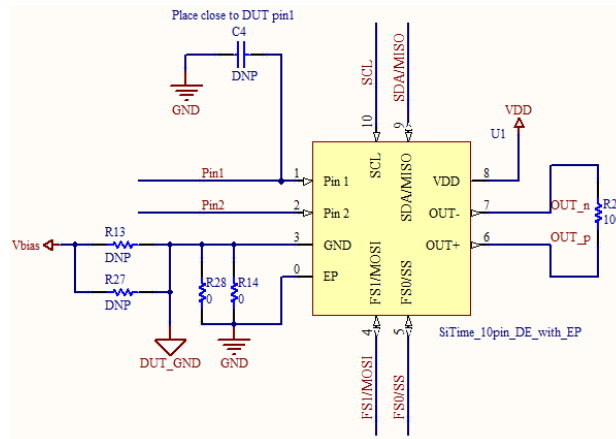 Place close to DUT pin1
C4
DNP
GND
SCL
SDA/MISO
10
9
VDD
U1
Pin1
1
Pin 1
SCL
SDA/MISO
VDD
8
Pin2
2
Pin 2
OUT-
7
OUT_n
R2
10
Vbias
R13
DNP
3
GND
OUT+
6
OUT_p
R27
DNP
R28
0
R14
0
0
EP
FS1/MOSI
FS0/SS
DUT_GND
GND
4
5
SiTime_10pin_DE_with_EP
FS1/MOSI
FS0/SS